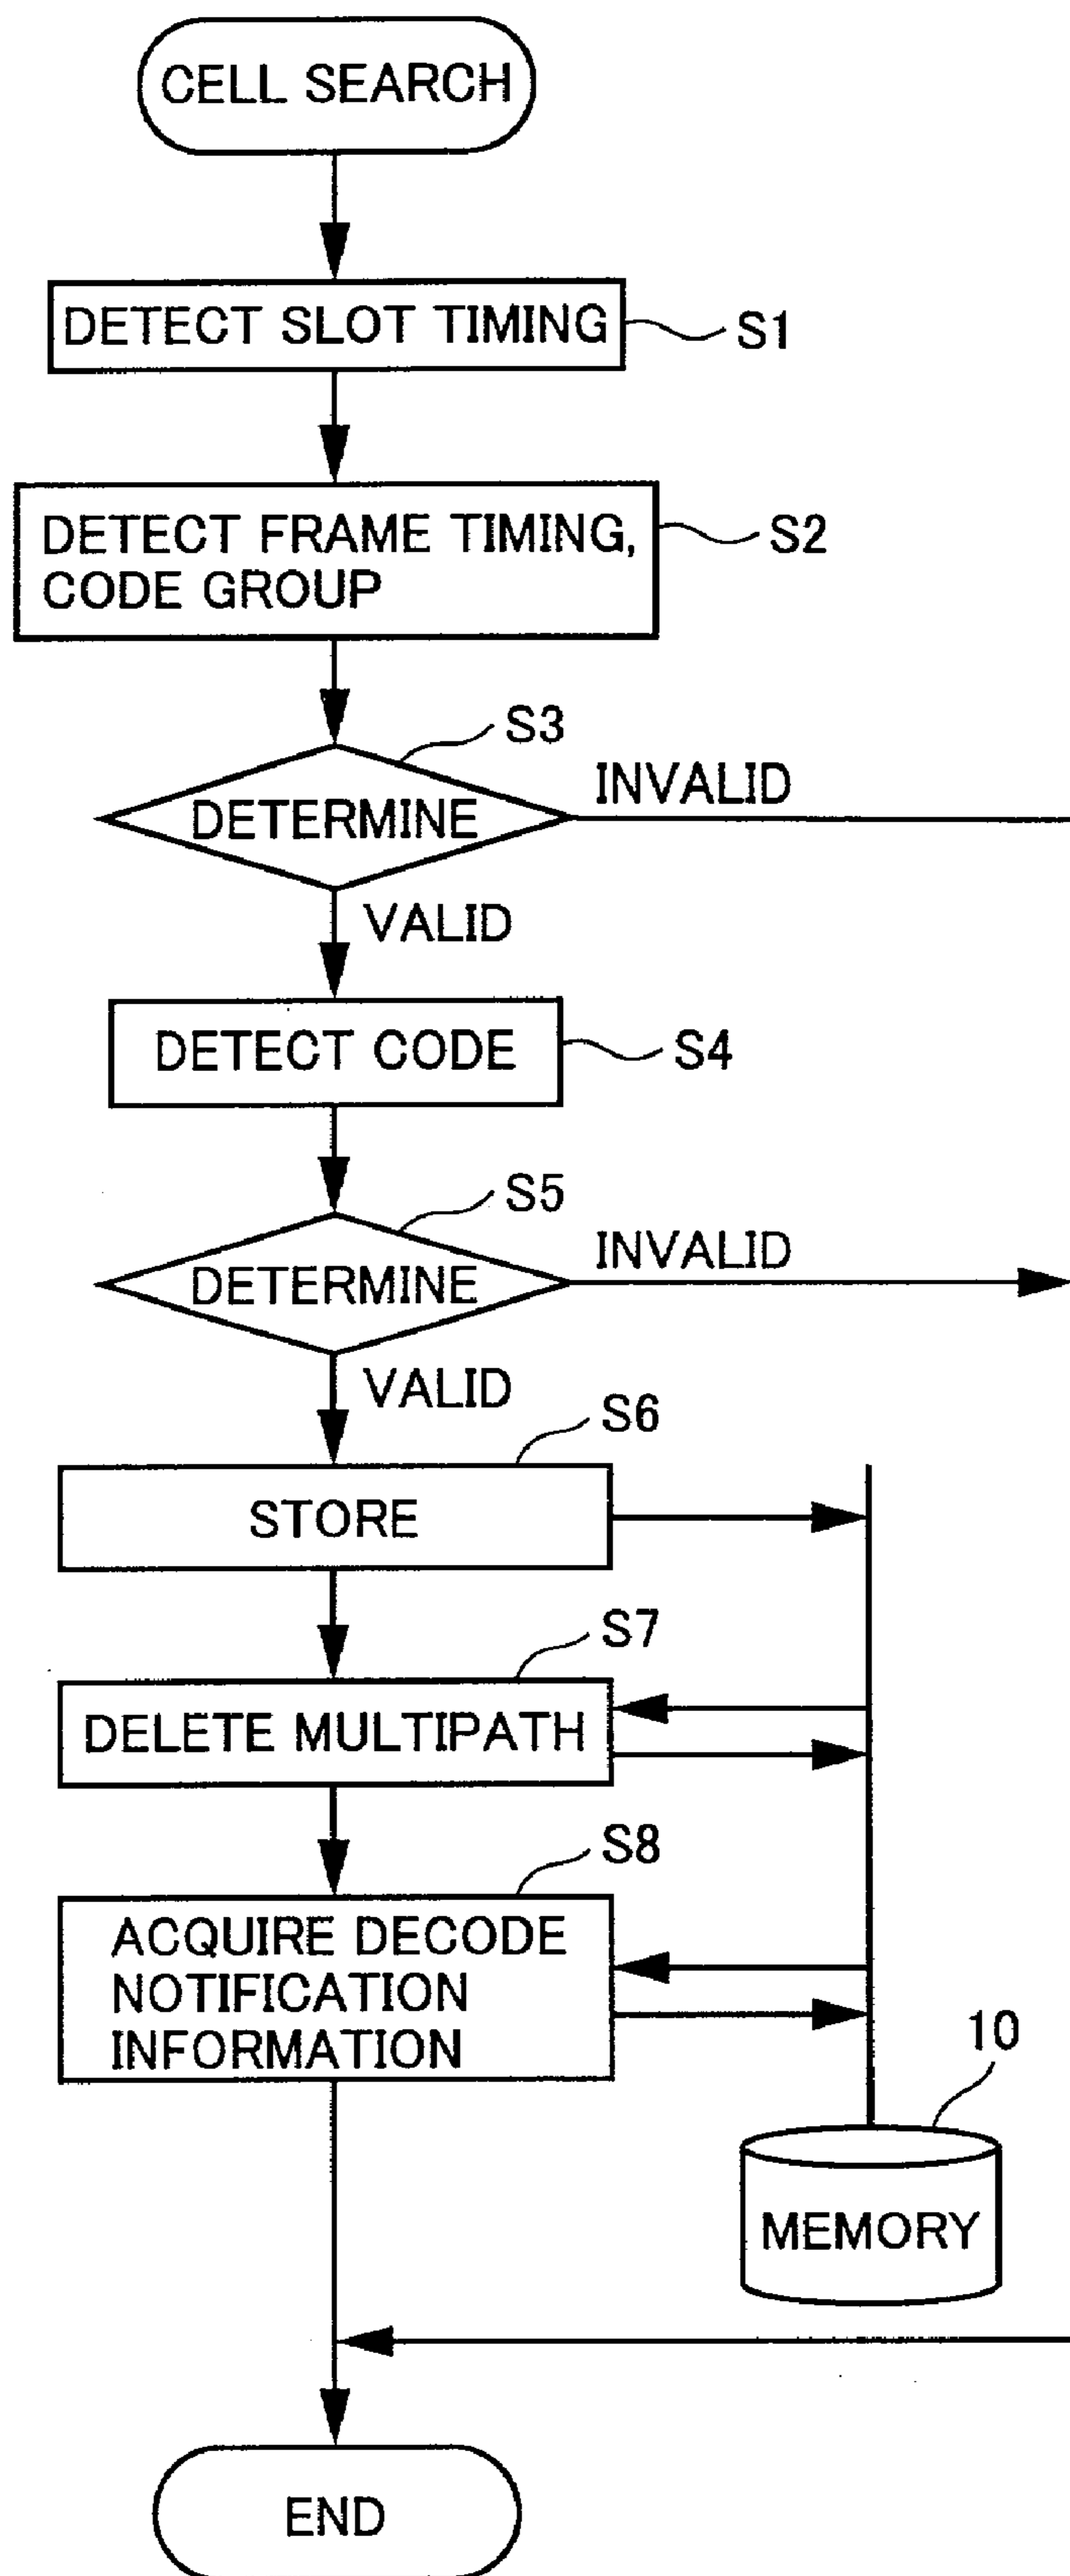 CELL SEARCH
DETECT SLOT TIMING
S1
DETECT FRAME TIMING,
CODE GROUP
S2
S3
DETERMINE
INVALID
VALID
DETECT CODE
S4
S5
DETERMINE
INVALID
VALID
S6
STORE
S7
DELETE MULTIPATH
S8
ACQUIRE DECODE
NOTIFICATION
INFORMATION
10
MEMORY
END